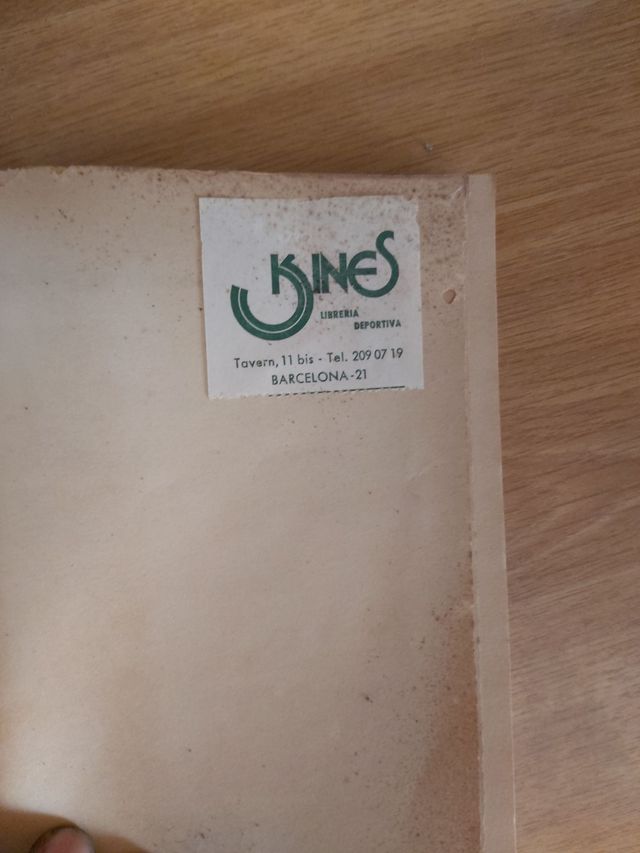 KINES
LIBRERIA
DEPORTIVA
Tavern, 11 bis - Tel. 209 07 19
BARCELONA-21